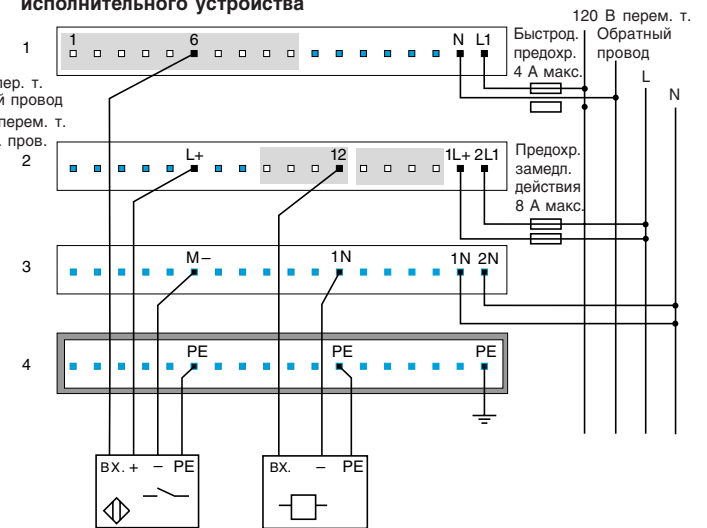 исполнительного устройства
120 В перем. т.
Обратный
провод
Быстрод.
предохр.
4 А макс.
L
N
1
1
6
N L1
пер. т.
й провод
перем. т.
пров.
2
L+
12
1L+ 2L1
Предохр.
замедл.
действия
8 А макс.
3
M–
1N
1N 2N
4
PE
PE
PE
ВХ. + – PE
ВХ. – PE